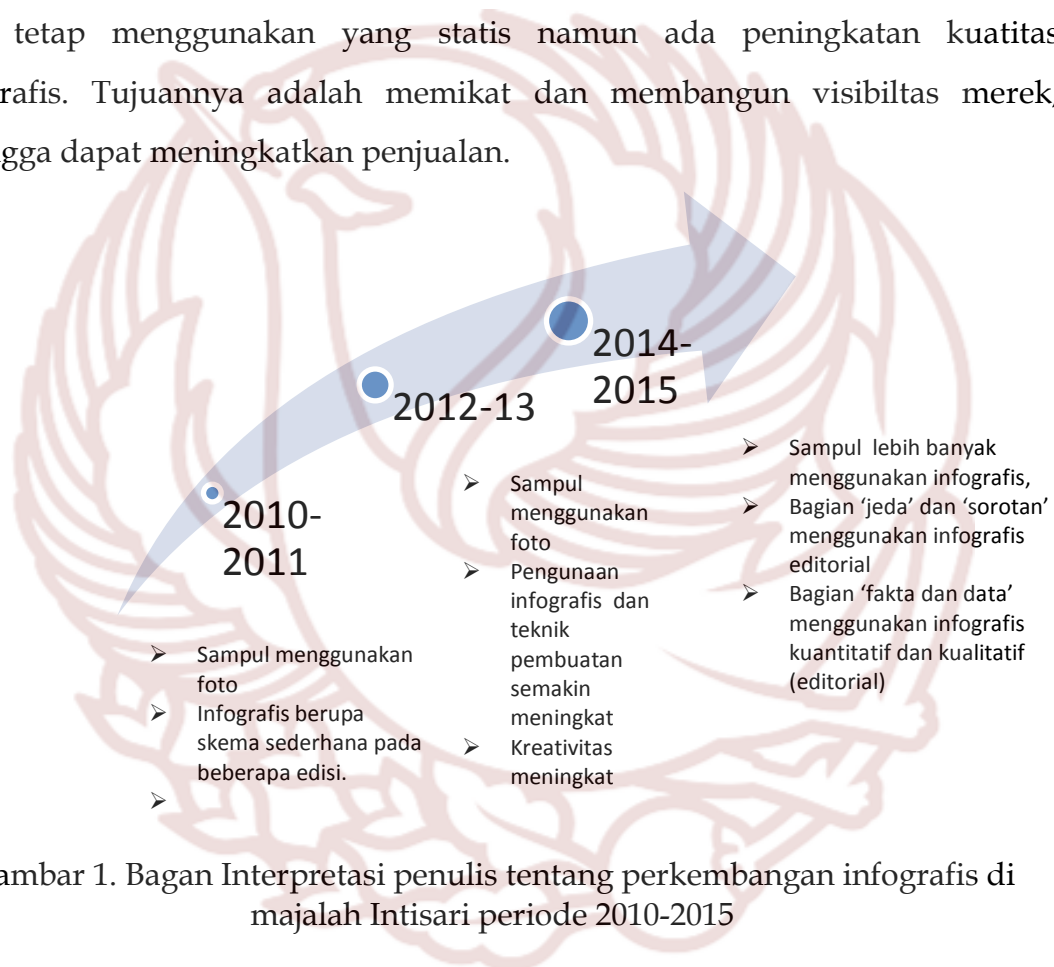 tetap menggunakan yang statis namun ada peningkatan kuatitas
rafis. Tujuannya adalah memikat dan membangun visibiltas merek,
ngga dapat meningkatkan penjualan.
2010-
2011
➢ Sampul menggunakan
foto
➢ Infografis berupa
skema sederhana pada
beberapa edisi.
➢
2012-13
➢ Sampul
menggunakan
foto
➢ Pengunaan
infografis dan
teknik
pembuatan
semakin
meningkat
➢ Kreativitas
meningkat
2014-
2015
➢ Sampul lebih banyak
menggunakan infografis,
➢ Bagian ‘jeda’ dan ‘sorotan’
menggunakan infografis
editorial
➢ Bagian ‘fakta dan data’
menggunakan infografis
kuantitatif dan kualitatif
(editorial)
ambar 1. Bagan Interpretasi penulis tentang perkembangan infografis di
majalah Intisari periode 2010-2015